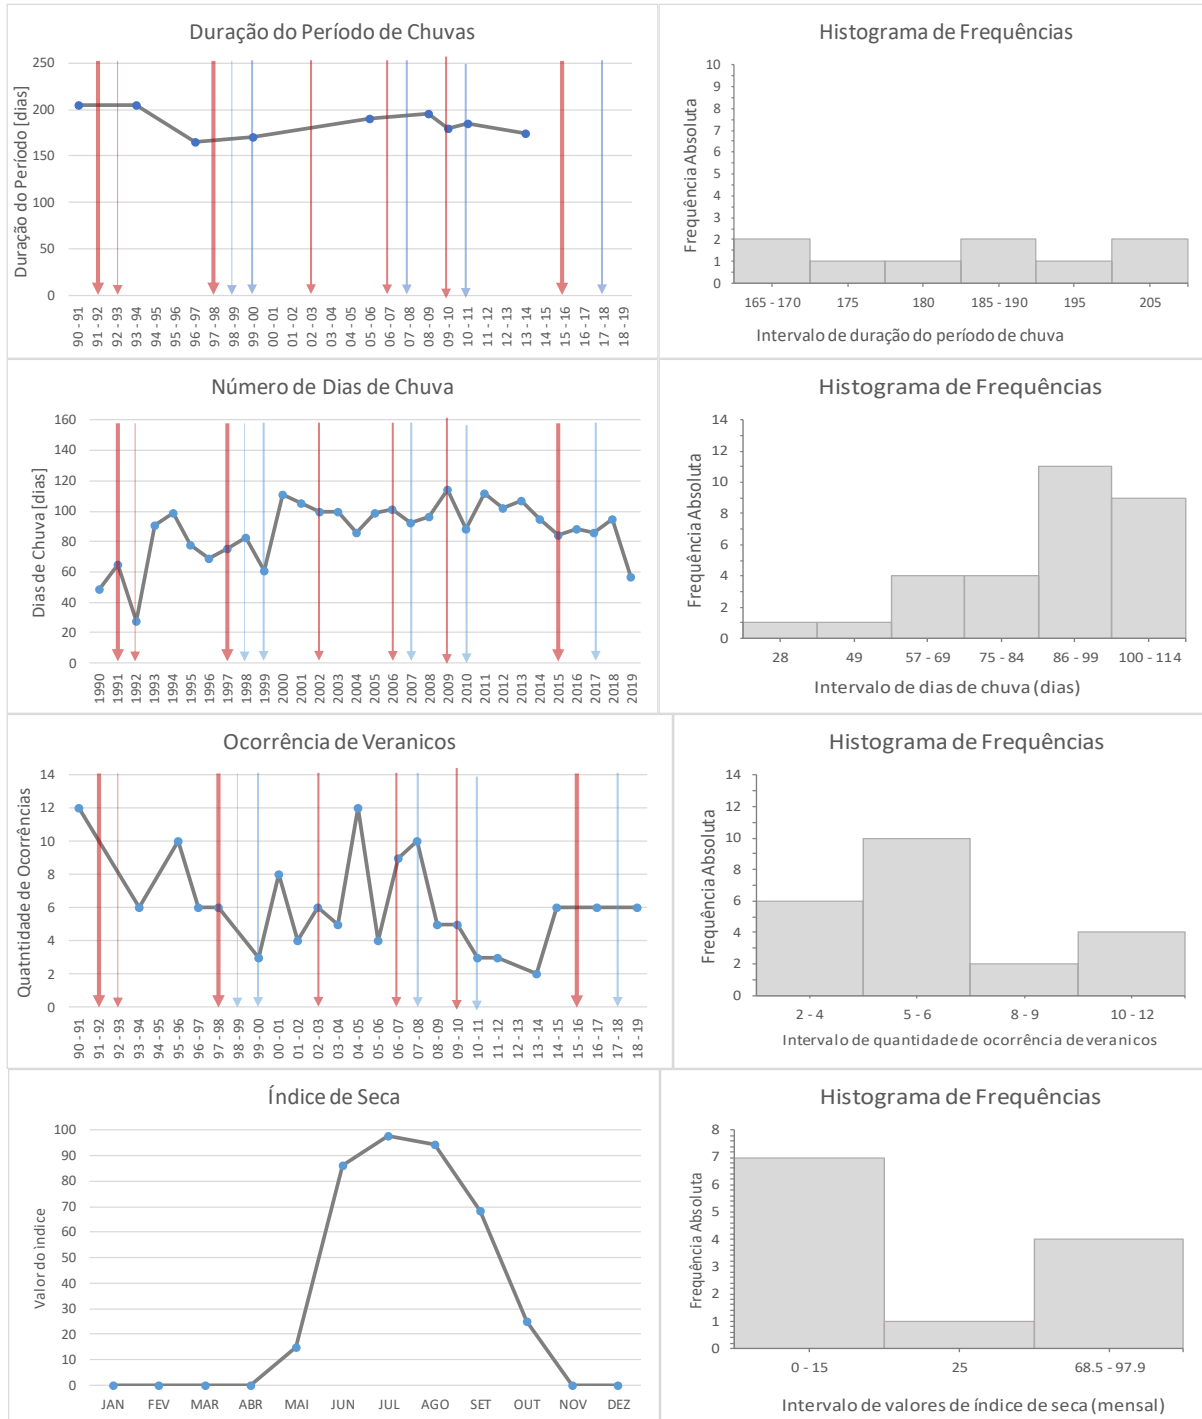 Duração do Período de Chuvas
Duração do Período [dias]
250
200
150
100
50
0
90 - 91
91 - 92
92 - 93
93 - 94
94 - 95
95 - 96
96 - 97
97 - 98
98 - 99
99 - 00
00 - 01
01 - 02
02 - 03
03 - 04
04 - 05
05 - 06
06 - 07
07 - 08
08 - 09
09 - 10
10 - 11
11 - 12
12 - 13
13 - 14
14 - 15
15 - 16
16 - 17
17 - 18
18 - 19
Histograma de Frequências
Frequência Absoluta
10
9
8
7
6
5
4
3
2
1
0
165 - 170 175 180 185 - 190 195 205
Intervalo de duração do período de chuva
Número de Dias de Chuva
Dias de Chuva [dias]
160
140
120
100
80
60
40
20
0
1990
1991
1992
1993
1994
1995
1996
1997
1998
1999
2000
2001
2002
2003
2004
2005
2006
2007
2008
2009
2010
2011
2012
2013
2014
2015
2016
2017
2018
2019
Histograma de Frequências
Frequência Absoluta
14
12
10
8
6
4
2
0
28 49 57 - 69 75 - 84 86 - 99 100 - 114
Intervalo de dias de chuva (dias)
Ocorrência de Veranicos
Quatntidade de Ocorrências
14
12
10
8
6
4
2
0
90 - 91
91 - 92
92 - 93
93 - 94
94 - 95
95 - 96
96 - 97
97 - 98
98 - 99
99 - 00
00 - 01
01 - 02
02 - 03
03 - 04
04 - 05
05 - 06
06 - 07
07 - 08
08 - 09
09 - 10
10 - 11
11 - 12
12 - 13
13 - 14
14 - 15
15 - 16
16 - 17
17 - 18
18 - 19
Histograma de Frequências
Frequência Absoluta
14
12
10
8
6
4
2
0
2 - 4 5 - 6 8 - 9 10 - 12
Intervalo de quantidade de ocorrência de veranicos
Índice de Seca
Valor do ìndice
100
90
80
70
60
50
40
30
20
10
0
JAN FEV MAR ABR MAI JUN JUL AGO SET OUT NOV DEZ
Histograma de Frequências
Frequência Absoluta
8
7
6
5
4
3
2
1
0
0 - 15 25 68.5 - 97.9
Intervalo de valores de índice de seca (mensal)